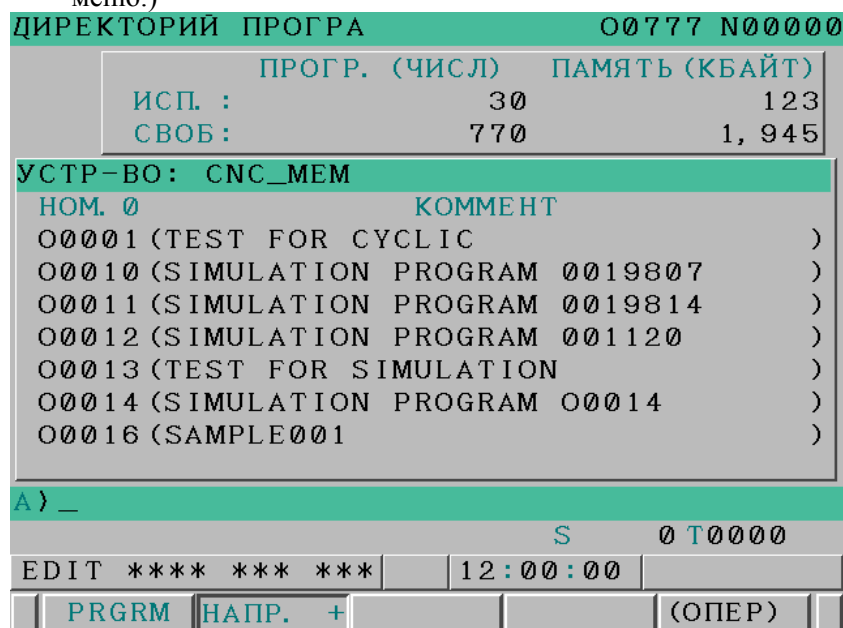 меню.)
ДИРЕКТОРИЙ ПРОГРА O0777 N00000
ПРОГР. (ЧИСЛ) ПАМЯТЬ (КБАЙТ)
ИСП. : 30 123
СВОБ: 770 1, 945
УСТР-ВО: CNC_MEM
НОМ. 0 КОММЕНТ
O0001 (TEST FOR CYCLIC )
O0010 (SIMULATION PROGRAM 0019807 )
O0011 (SIMULATION PROGRAM 0019814 )
O0012 (SIMULATION PROGRAM 001120 )
O0013 (TEST FOR SIMULATION )
O0014 (SIMULATION PROGRAM O0014 )
O0016 (SAMPLE001 )
A) _
S 0 T0000
EDIT **** *** *** 12:00:00
PRGRM НАПР. + (ОПЕР)